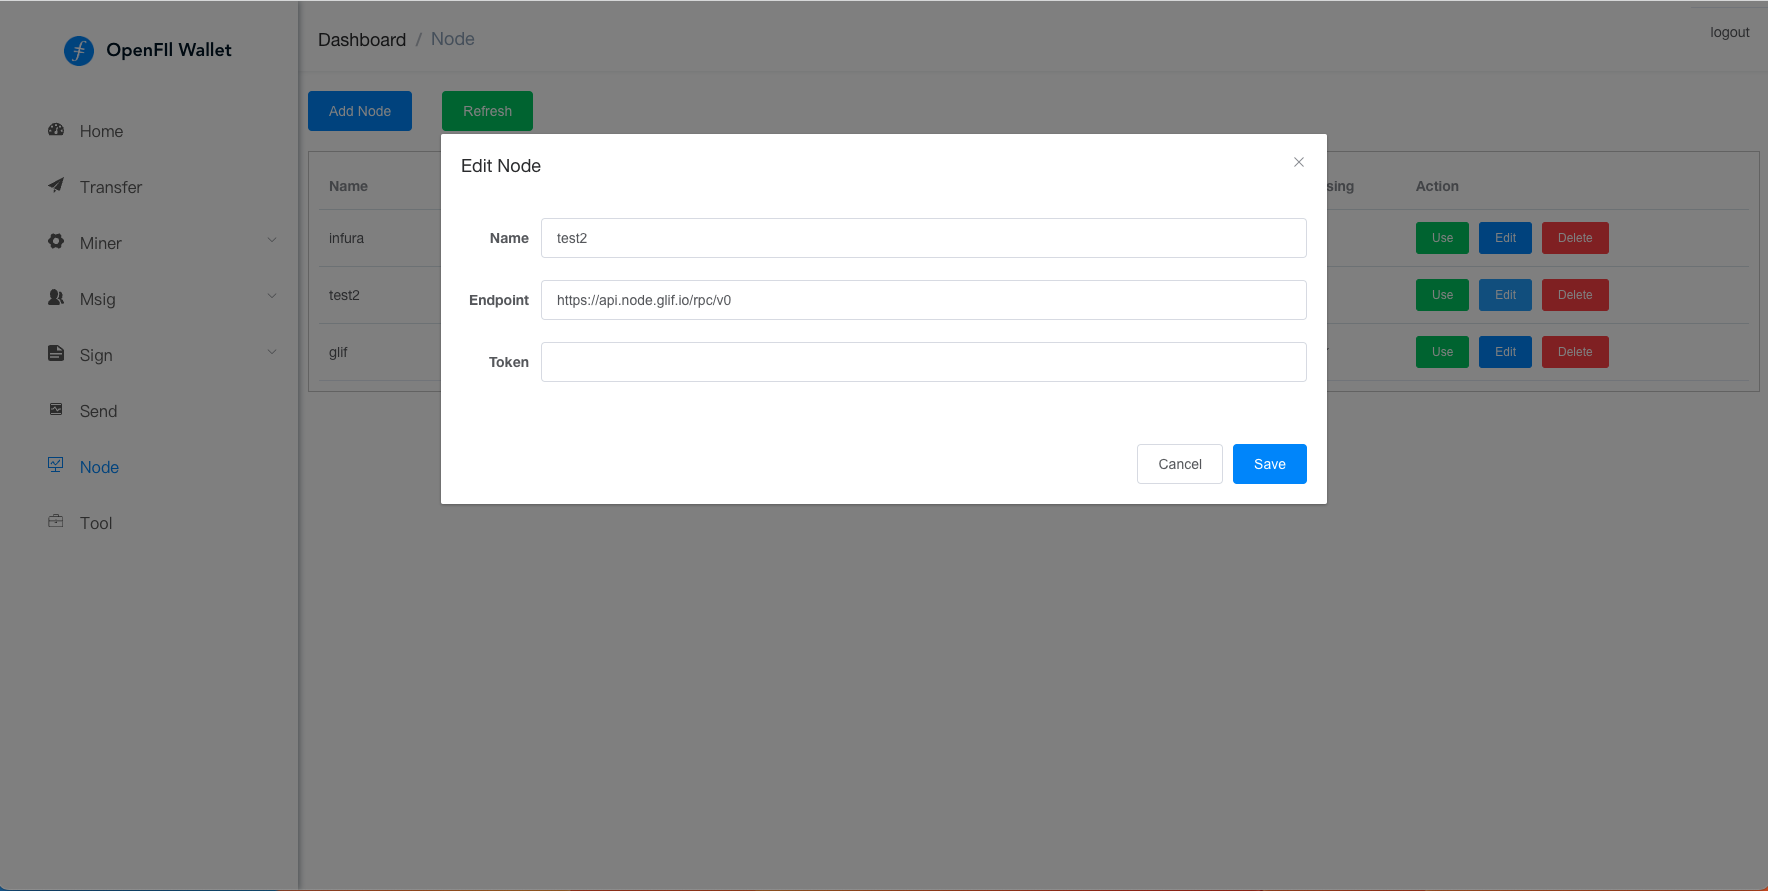 OpenFIl Wallet
Dashboard / Node
logout
Home
Transfer
Miner
Msig
Sign
Send
Node
Tool
Add Node
Refresh
Name
sing
Action
infura
Use
Edit
Delete
test2
Use
Edit
Delete
glif
Use
Edit
Delete
Edit Node
Name
test2
Endpoint
https://api.node.glif.io/rpc/v0
Token
Cancel
Save